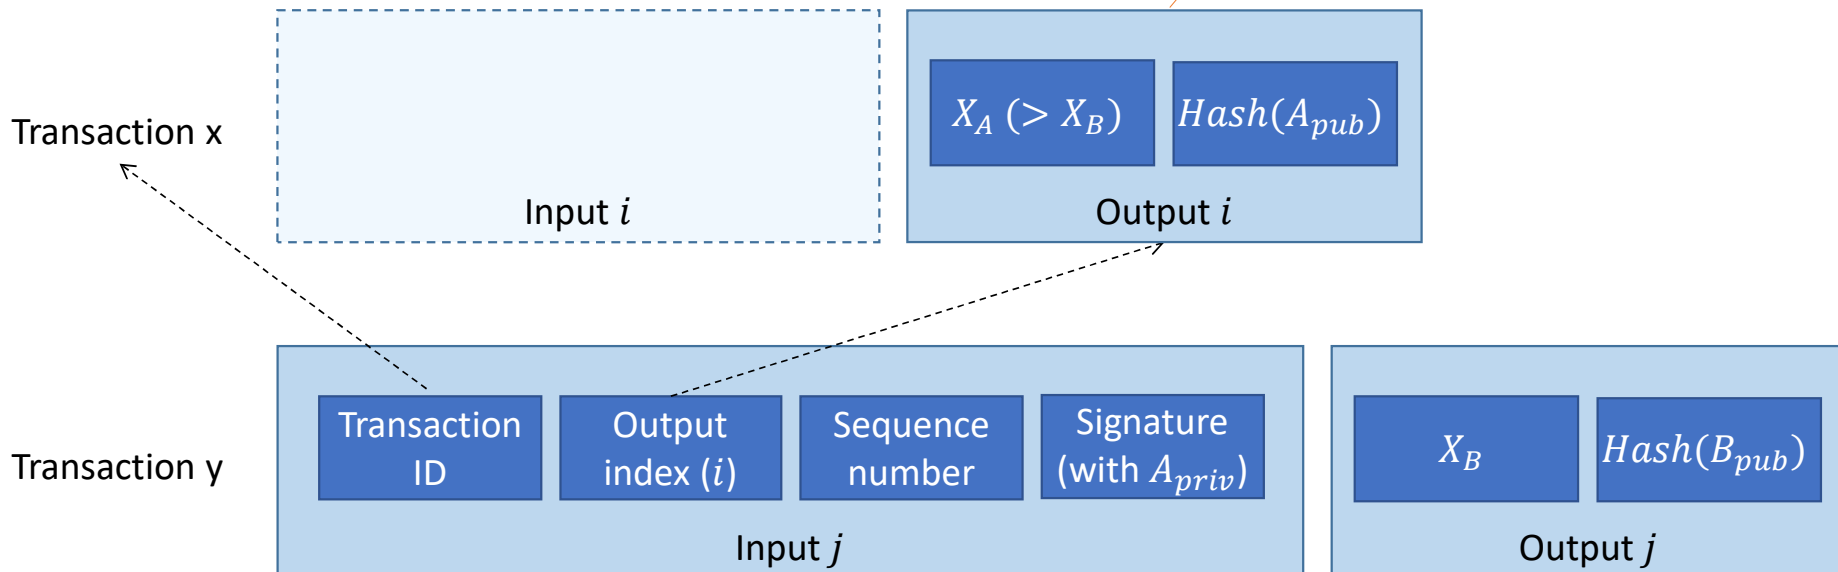 Transaction x
Input i
X_A (> X_B)
Hash(A_pub)
Output i
Transaction y
Transaction
ID
Output
index (i)
Sequence
number
Signature
(with A_priv)
Input j
X_B
Hash(B_pub)
Output j